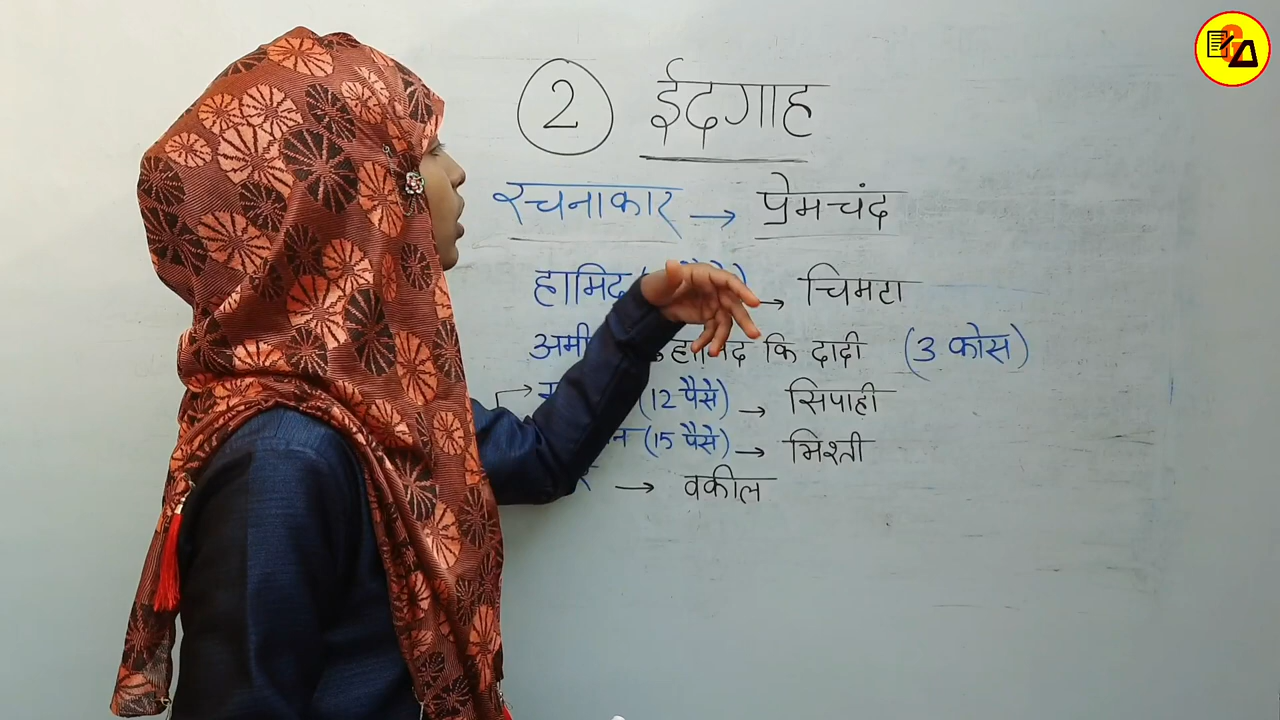 2 ईदगाह
रचनाकार → प्रेमचंद
हामिद → चिमटा
कि दादी (3 कोस)
(12 पैसे) → सिपाही
(15 पैसे) → भिश्ती
→ वकील